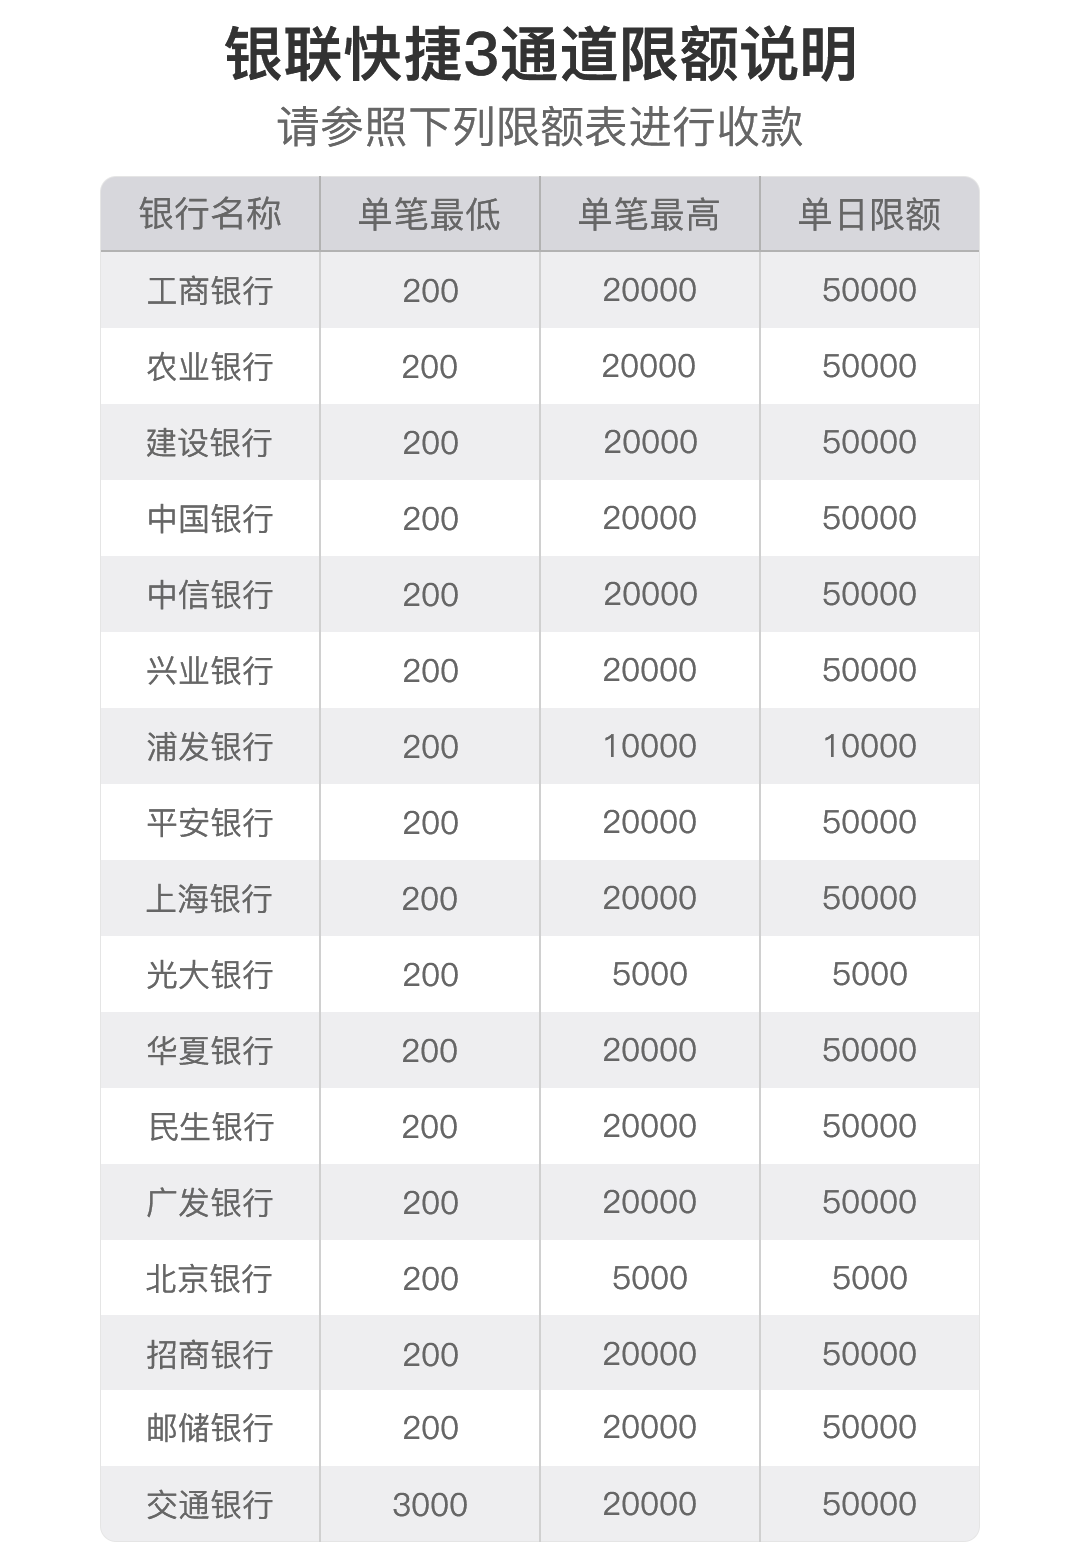 银联快捷3通道限额说明
请参照下列限额表进行收款
银行名称 单笔最低 单笔最高 单日限额
工商银行 200 20000 50000
农业银行 200 20000 50000
建设银行 200 20000 50000
中国银行 200 20000 50000
中信银行 200 20000 50000
兴业银行 200 20000 50000
浦发银行 200 10000 10000
平安银行 200 20000 50000
上海银行 200 20000 50000
光大银行 200 5000 5000
华夏银行 200 20000 50000
民生银行 200 20000 50000
广发银行 200 20000 50000
北京银行 200 5000 5000
招商银行 200 20000 50000
邮储银行 200 20000 50000
交通银行 3000 20000 50000